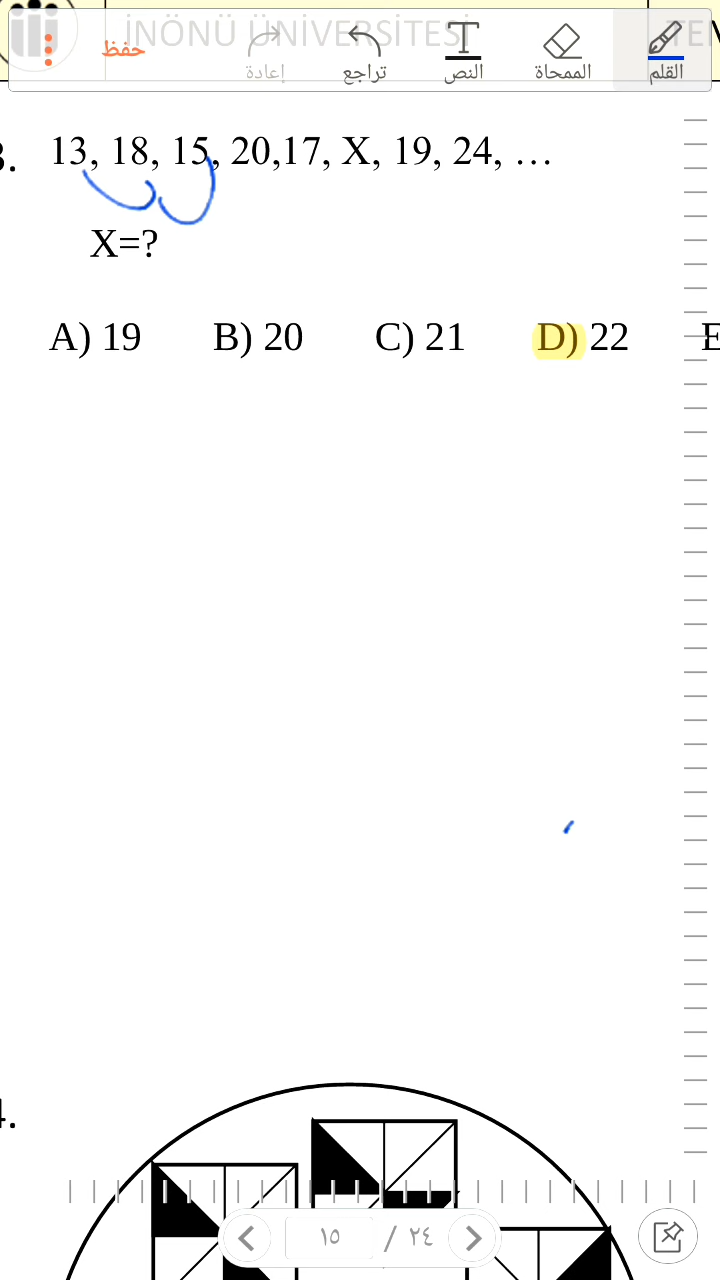 İNÖNÜ ÜNİVERSİTESİ TE
حفظ
إعادة
تراجع
النص
الممحاة
القلم
3. 13, 18, 15, 20,17, X, 19, 24, …
X=?
A) 19 B) 20 C) 21 D) 22 E
4.
١٥ / ٢٤